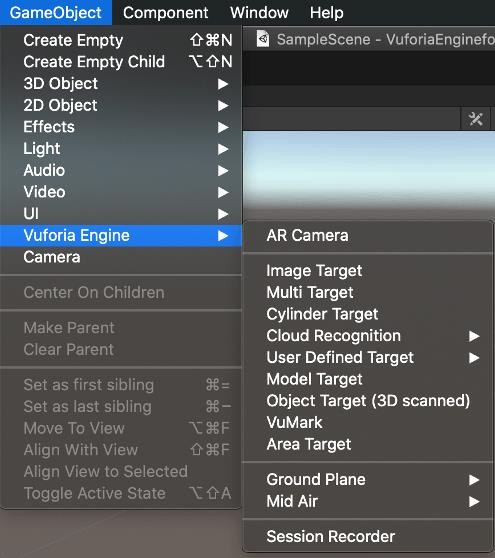 GameObject Component Window Help
SampleScene - VuforiaEnginefo
Create Empty ⇧⌘N
Create Empty Child ⌥⇧N
3D Object ▶
2D Object ▶
Effects ▶
Light ▶
Audio ▶
Video ▶
UI ▶
Vuforia Engine ▶
Camera
Center On Children
Make Parent
Clear Parent
Set as first sibling ⌘=
Set as last sibling ⌘−
Move To View ⌥⌘F
Align With View ⇧⌘F
Align View to Selected
Toggle Active State ⌥⇧A
AR Camera
Image Target
Multi Target
Cylinder Target
Cloud Recognition ▶
User Defined Target ▶
Model Target
Object Target (3D scanned)
VuMark
Area Target
Ground Plane ▶
Mid Air ▶
Session Recorder